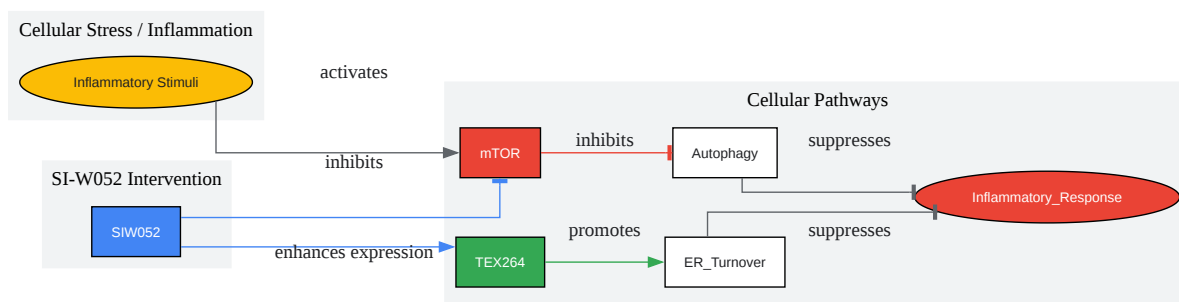 Cellular Stress / Inflammation
Inflammatory Stimuli
activates
Cellular Pathways
mTOR
inhibits
Autophagy
suppresses
inhibits
SI-W052 Intervention
SIW052
enhances expression
TEX264
promotes
ER_Turnover
suppresses
Inflammatory_Response